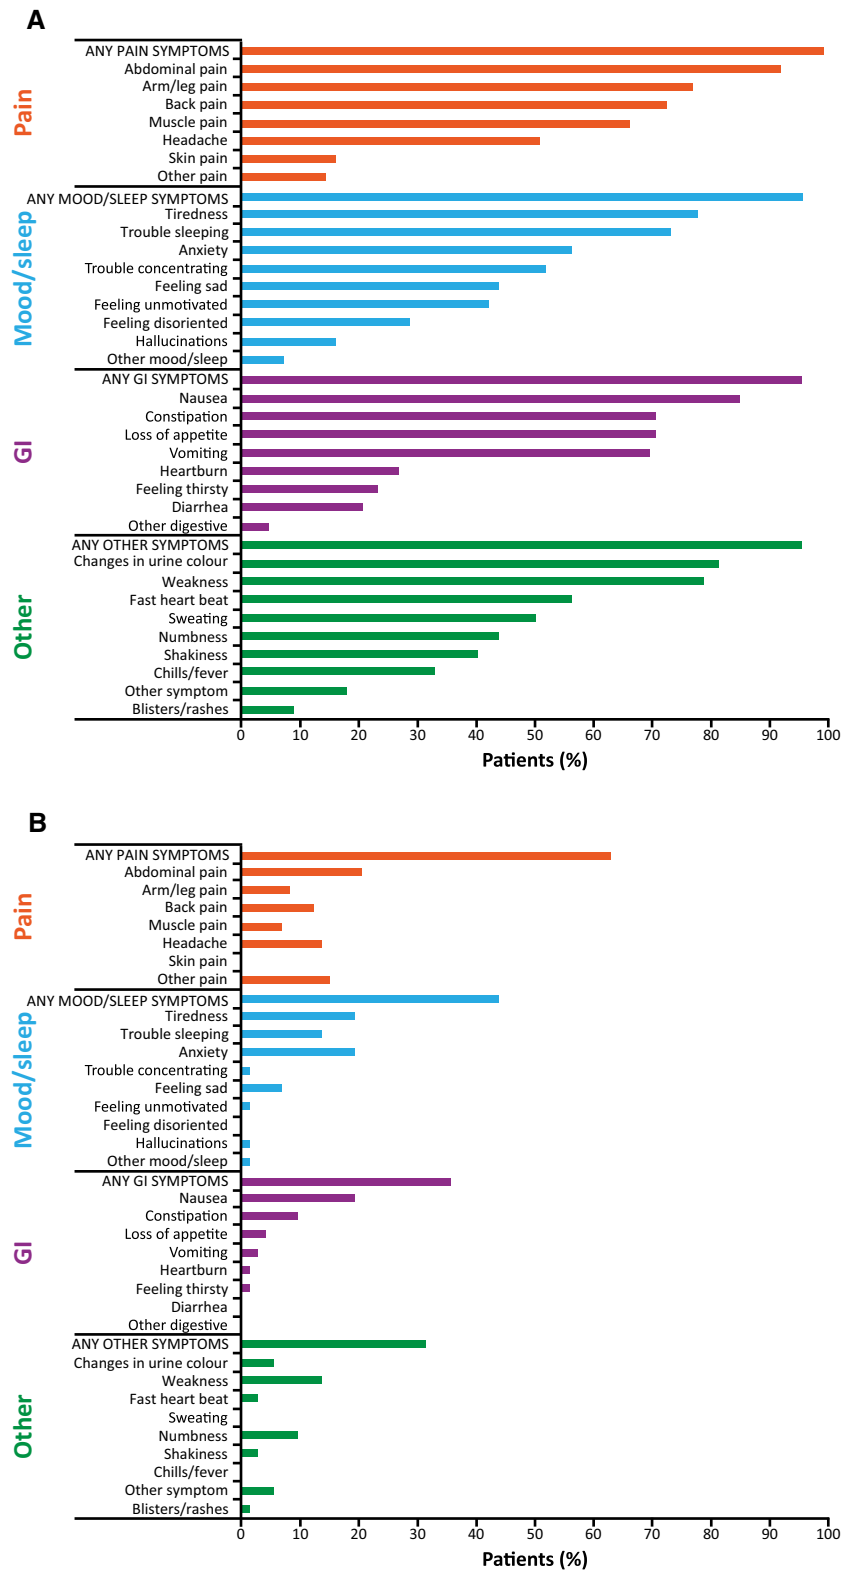 A
Pain
ANY PAIN SYMPTOMS
Abdominal pain
Arm/leg pain
Back pain
Muscle pain
Headache
Skin pain
Other pain
Mood/sleep
ANY MOOD/SLEEP SYMPTOMS
Tiredness
Trouble sleeping
Anxiety
Trouble concentrating
Feeling sad
Feeling unmotivated
Feeling disoriented
Hallucinations
Other mood/sleep
GI
ANY GI SYMPTOMS
Nausea
Constipation
Loss of appetite
Vomiting
Heartburn
Feeling thirsty
Diarrhea
Other digestive
Other
ANY OTHER SYMPTOMS
Changes in urine colour
Weakness
Fast heart beat
Sweating
Numbness
Shakiness
Chills/fever
Other symptom
Blisters/rashes
0 10 20 30 40 50 60 70 80 90 100
Patients (%)
B
Pain
ANY PAIN SYMPTOMS
Abdominal pain
Arm/leg pain
Back pain
Muscle pain
Headache
Skin pain
Other pain
Mood/sleep
ANY MOOD/SLEEP SYMPTOMS
Tiredness
Trouble sleeping
Anxiety
Trouble concentrating
Feeling sad
Feeling unmotivated
Feeling disoriented
Hallucinations
Other mood/sleep
GI
ANY GI SYMPTOMS
Nausea
Constipation
Loss of appetite
Vomiting
Heartburn
Feeling thirsty
Diarrhea
Other digestive
Other
ANY OTHER SYMPTOMS
Changes in urine colour
Weakness
Fast heart beat
Sweating
Numbness
Shakiness
Chills/fever
Other symptom
Blisters/rashes
0 10 20 30 40 50 60 70 80 90 100
Patients (%)